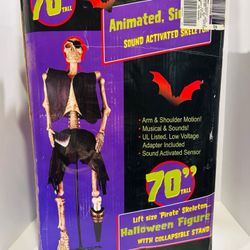 70"
TALL
Animated, Si
SOUND ACTIVATED SKELETO
• Arm & Shoulder Motion!
• Musical & Sounds!
• UL Listed, Low Voltage
Adapter Included
• Sound Activated Sensor
70"
TALL
Life size "Pirate" Skeleton
Halloween Figure
WITH COLLAPSIBLE STAND